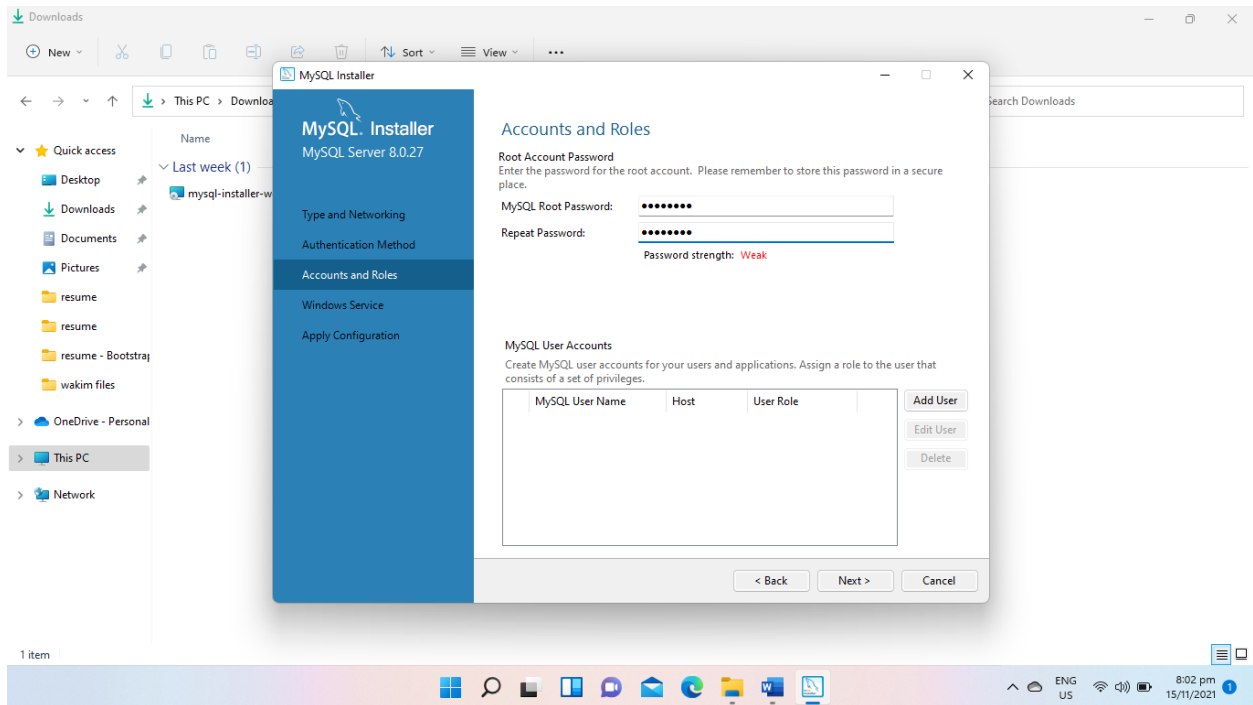 Downloads
New
Sort
View
This PC > Downloa
Search Downloads
Quick access
Desktop
Downloads
Documents
Pictures
resume
resume
resume - Bootstrap
wakim files
OneDrive - Personal
This PC
Network
Name
Last week (1)
mysql-installer-w
MySQL Installer
MySQL. Installer
MySQL Server 8.0.27
Type and Networking
Authentication Method
Accounts and Roles
Windows Service
Apply Configuration
Accounts and Roles
Root Account Password
Enter the password for the root account. Please remember to store this password in a secure
place.
MySQL Root Password: ●●●●●●●●
Repeat Password: ●●●●●●●●
Password strength: Weak
MySQL User Accounts
Create MySQL user accounts for your users and applications. Assign a role to the user that
consists of a set of privileges.
MySQL User Name Host User Role
Add User
Edit User
Delete
< Back Next > Cancel
1 item
ENG
US
8:02 pm
15/11/2021
1